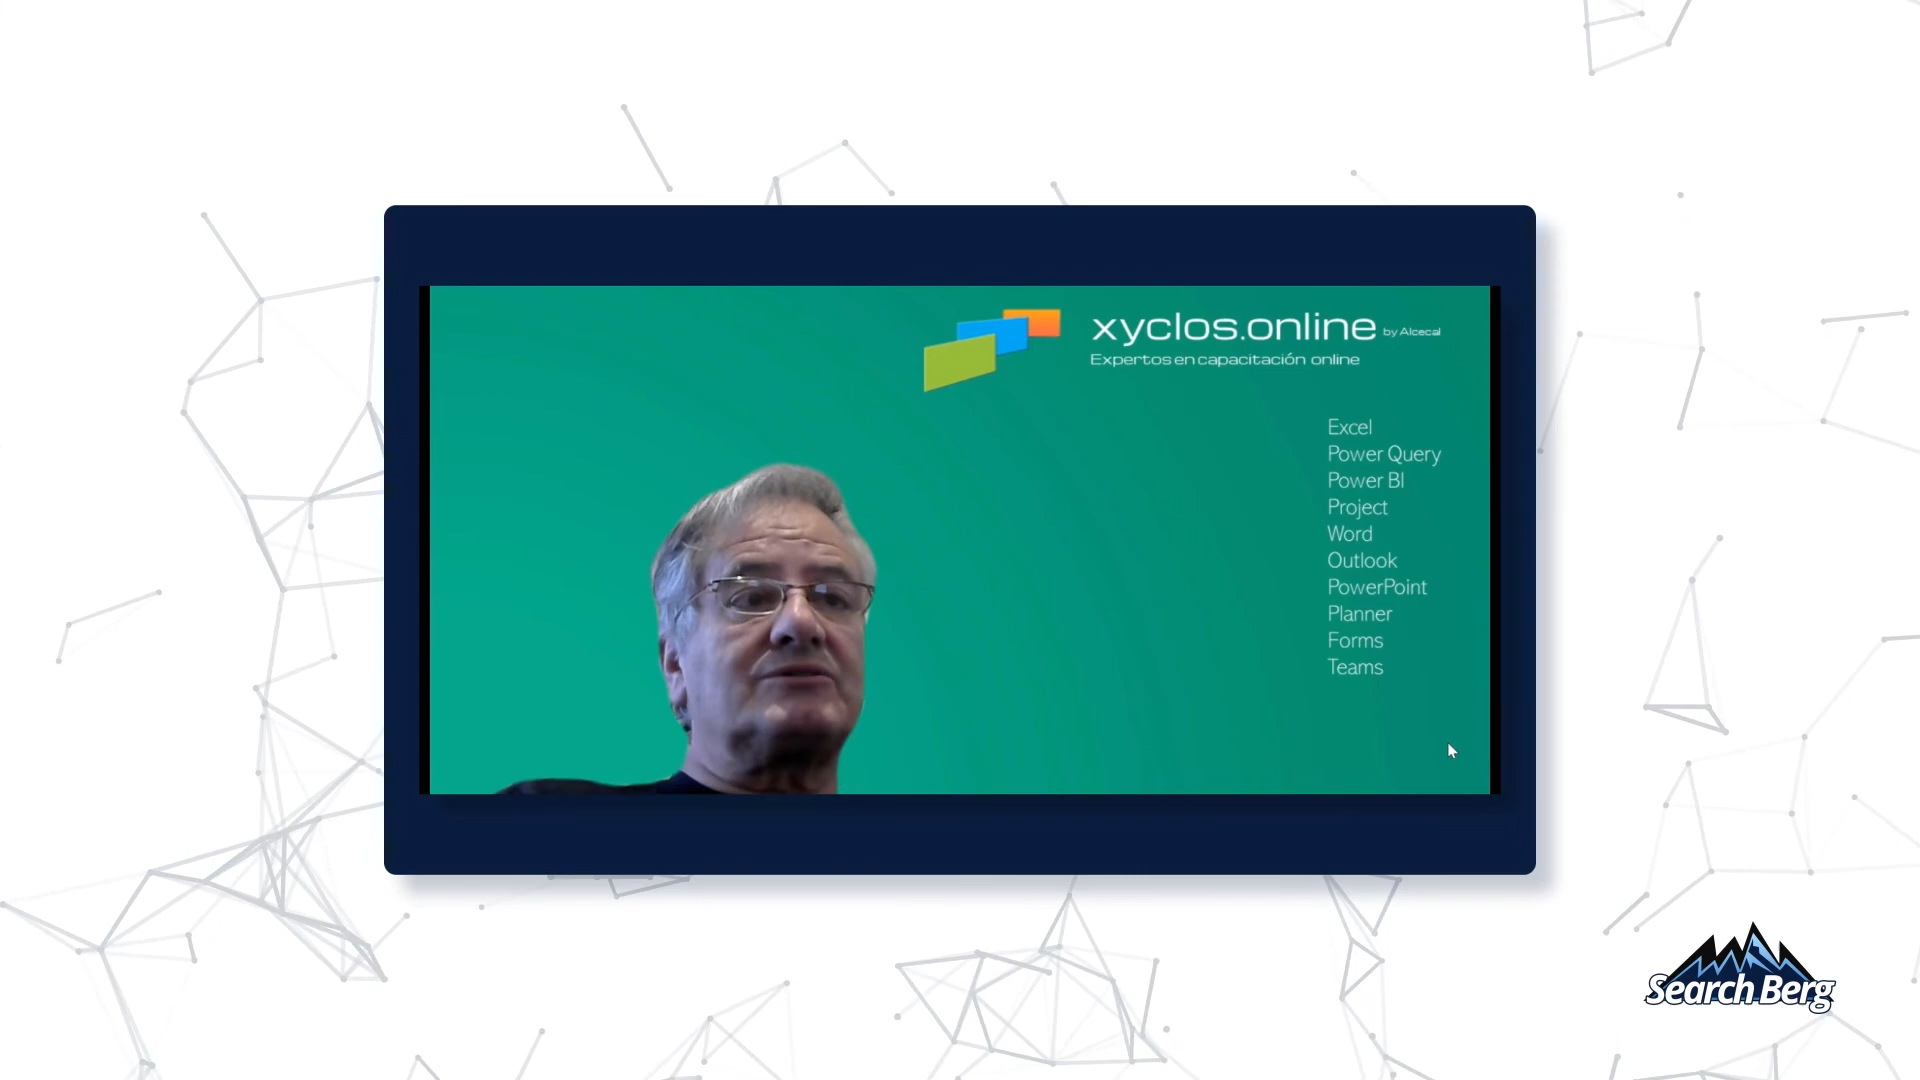 xyclos.online by Alcecal
Expertos en capacitación online
Excel
Power Query
Power BI
Project
Word
Outlook
PowerPoint
Planner
Forms
Teams
Search Berg